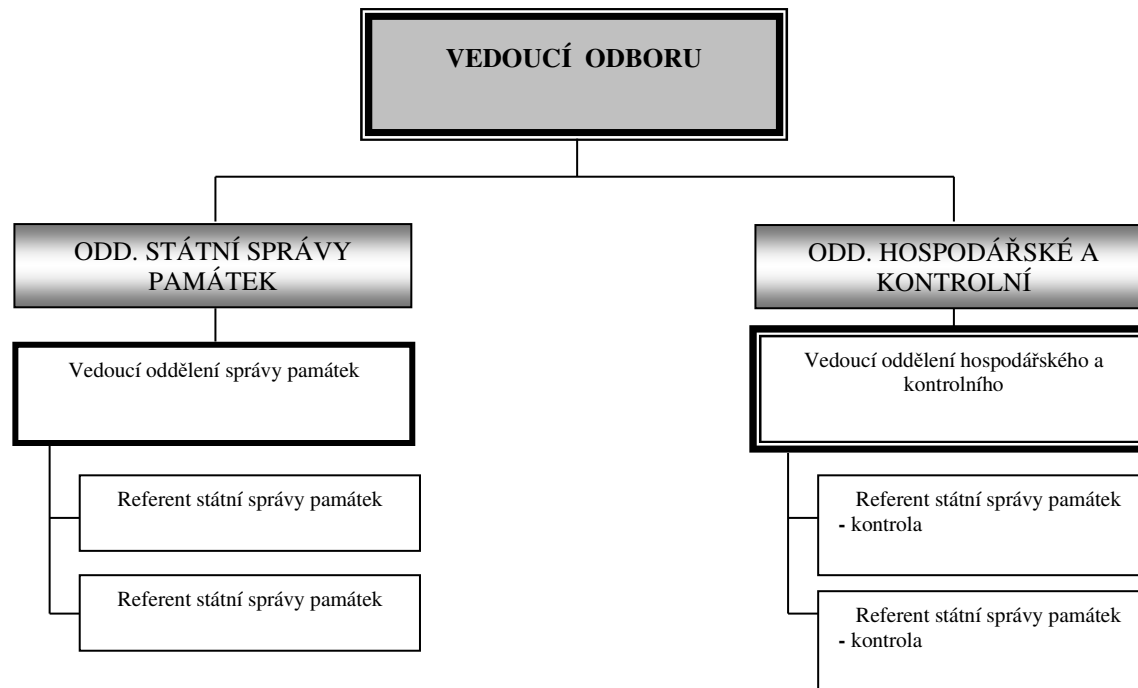 VEDOUCÍ ODBORU
ODD. STÁTNÍ SPRÁVY
PAMÁTEK
Vedoucí oddělení správy památek
Referent státní správy památek
Referent státní správy památek
ODD. HOSPODÁŘSKÉ A
KONTROLNÍ
Vedoucí oddělení hospodářského a
kontrolního
Referent státní správy památek
- kontrola
Referent státní správy památek
- kontrola